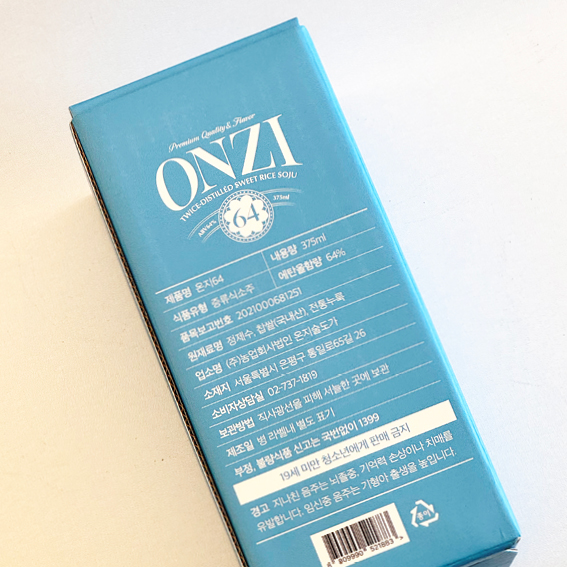 Premium Quality & Flavor
ONZI
TWICE-DISTILLED SWEET RICE SOJU
ABV64% 64 375ml
제품명 온지64 내용량 375ml
식품유형 증류식소주 에탄올함량 64%
품목보고번호 2021000681251
원재료명 정제수, 찹쌀(국내산), 전통누룩
업소명 (주)농업회사법인 온지술도가
소재지 서울특별시 은평구 통일로65길 26
소비자상담실 02-737-1819
보관방법 직사광선을 피해 서늘한 곳에 보관
제조일 병 라벨내 별도 표기
부정, 불량식품 신고는 국번없이 1399
19세 미만 청소년에게 판매 금지
경고 지나친 음주는 뇌졸중, 기억력 손상이나 치매를
유발합니다. 임신중 음주는 기형아 출생을 높입니다.
종이
8 809990 521883